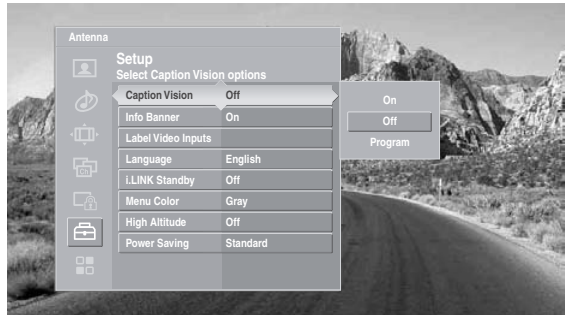 Antenna
Setup
Select Caption Vision options
Caption Vision Off
Info Banner On
Label Video Inputs
Language English
i.LINK Standby Off
Menu Color Gray
High Altitude Off
Power Saving Standard
On
Off
Program
Ch